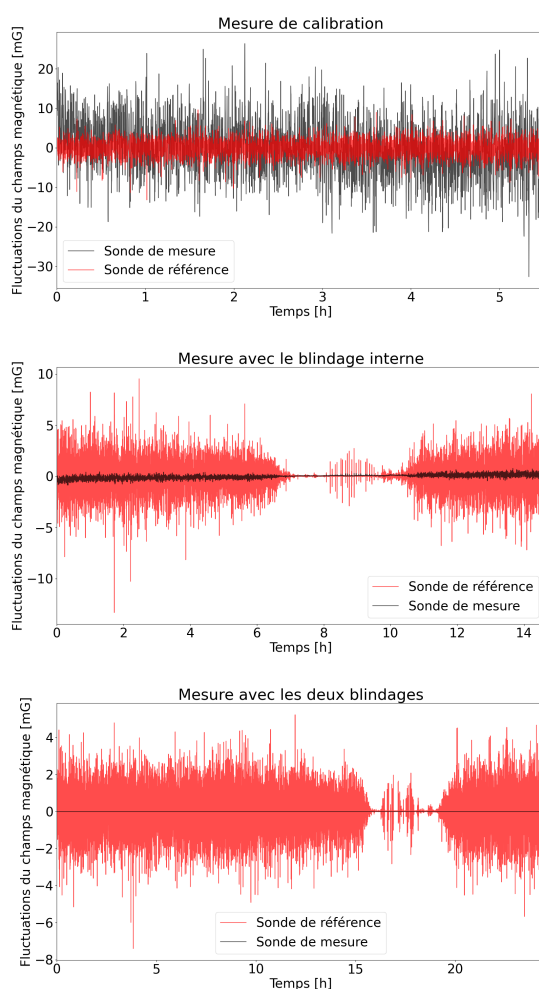 Mesure de calibration
Fluctuations du champs magnétique [mG]
20
10
0
−10
−20
−30
Sonde de mesure
Sonde de référence
0 1 2 3 4 5
Temps [h]
Mesure avec le blindage interne
Fluctuations du champs magnétique [mG]
10
5
0
−5
−10
Sonde de référence
Sonde de mesure
0 2 4 6 8 10 12 14
Temps [h]
Mesure avec les deux blindages
Fluctuations du champs magnétique [mG]
4
2
0
−2
−4
−6
−8
Sonde de référence
Sonde de mesure
0 5 10 15 20
Temps [h]